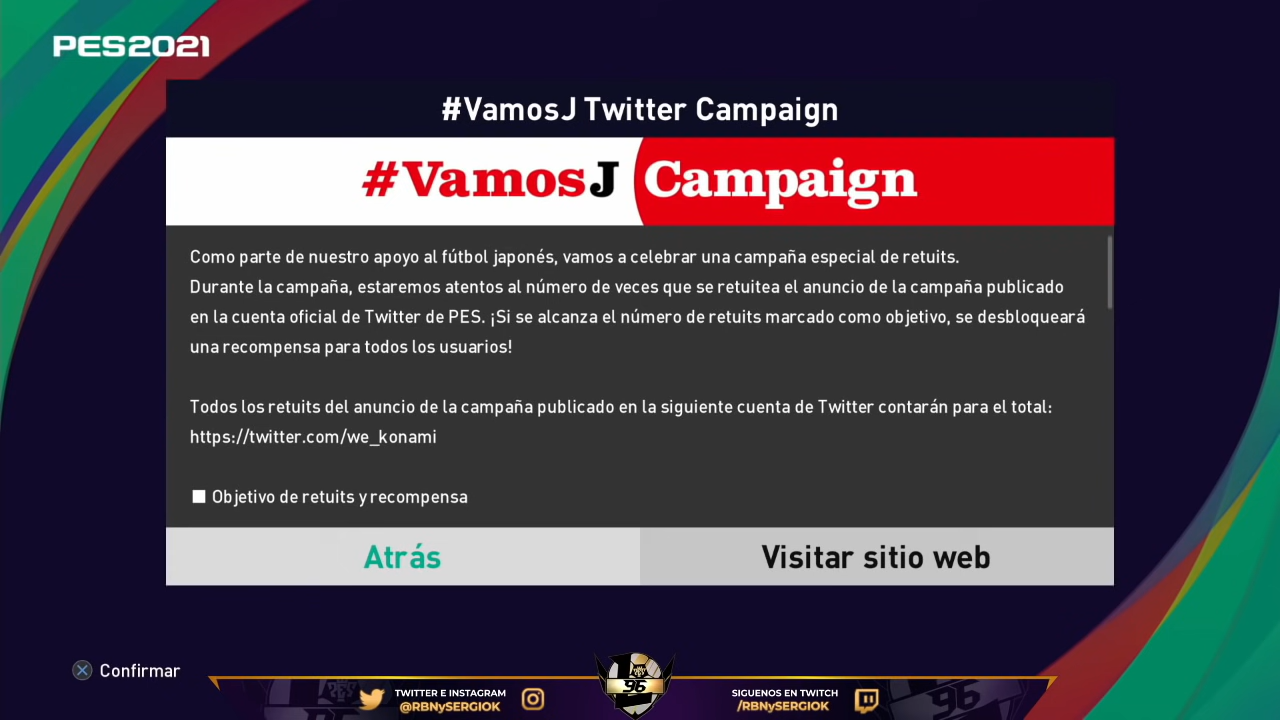 PES2021
#VamosJ Twitter Campaign
#VamosJ Campaign
Como parte de nuestro apoyo al fútbol japonés, vamos a celebrar una campaña especial de retuits.
Durante la campaña, estaremos atentos al número de veces que se retuitea el anuncio de la campaña publicado
en la cuenta oficial de Twitter de PES. ¡Si se alcanza el número de retuits marcado como objetivo, se desbloqueará
una recompensa para todos los usuarios!
Todos los retuits del anuncio de la campaña publicado en la siguiente cuenta de Twitter contarán para el total:
https://twitter.com/we_konami
■ Objetivo de retuits y recompensa
Atrás
Visitar sitio web
Confirmar
TWITTER E INSTAGRAM
@RBNySERGIOK
96
SIGUENOS EN TWITCH
/RBNySERGIOK